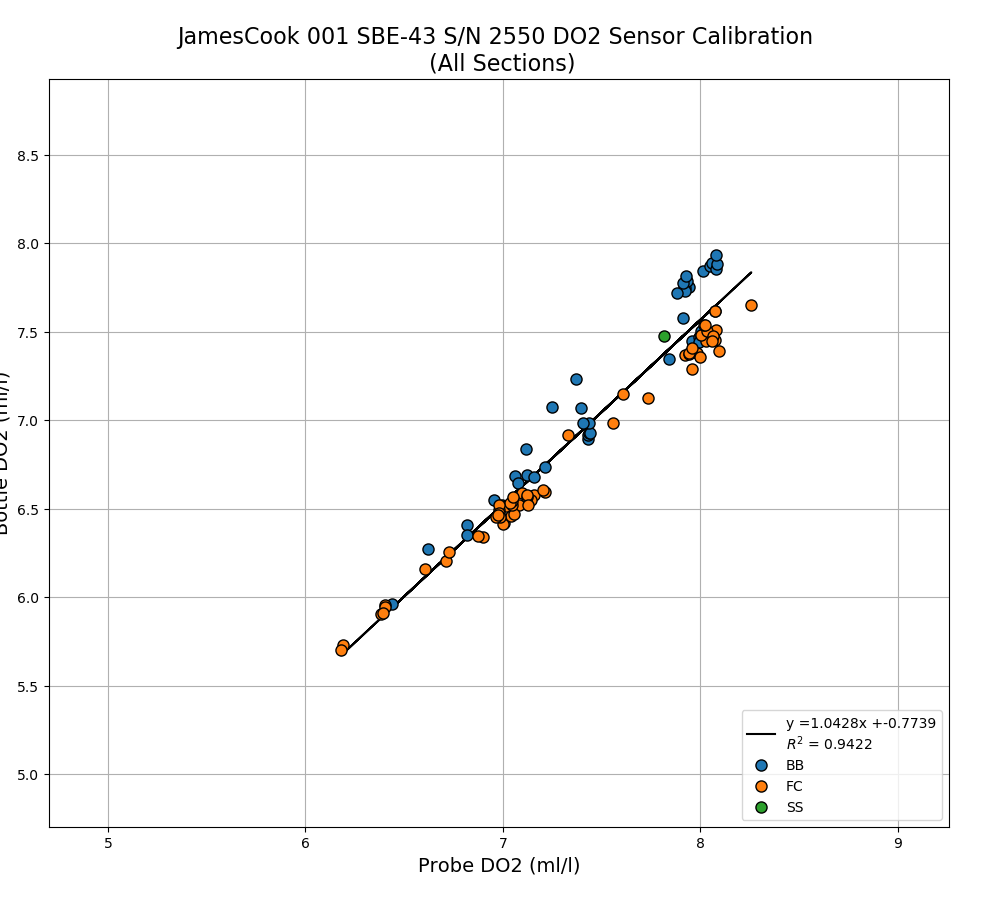 JamesCook 001 SBE-43 S/N 2550 DO2 Sensor Calibration
(All Sections)
8.5
8.0
7.5
7.0
6.5
6.0
5.5
5.0
Bottle DO2 (ml/l)
5
6
7
8
9
Probe DO2 (ml/l)
y =1.0428x +-0.7739
R² = 0.9422
BB
FC
SS